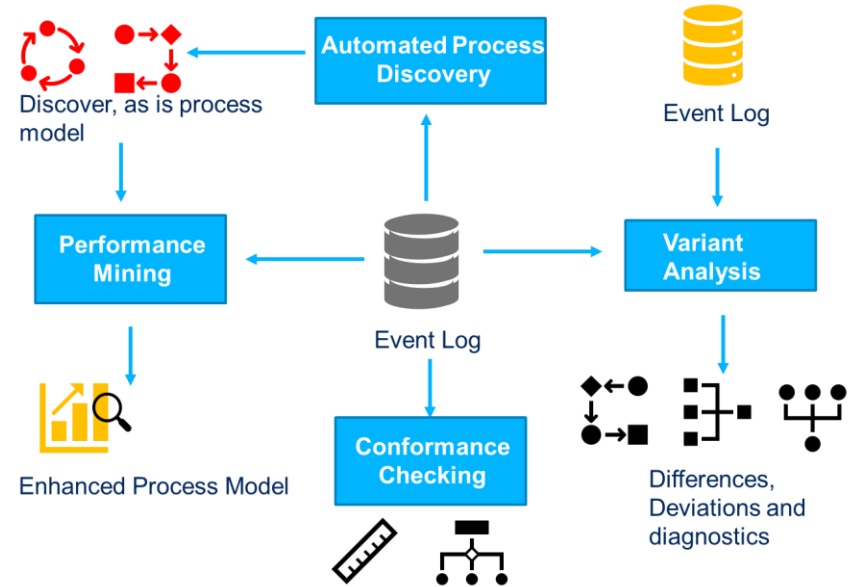 Automated Process
Discovery
Discover, as is process
model
Event Log
Performance
Mining
Variant
Analysis
Event Log
Enhanced Process Model
Conformance
Checking
Differences,
Deviations and
diagnostics